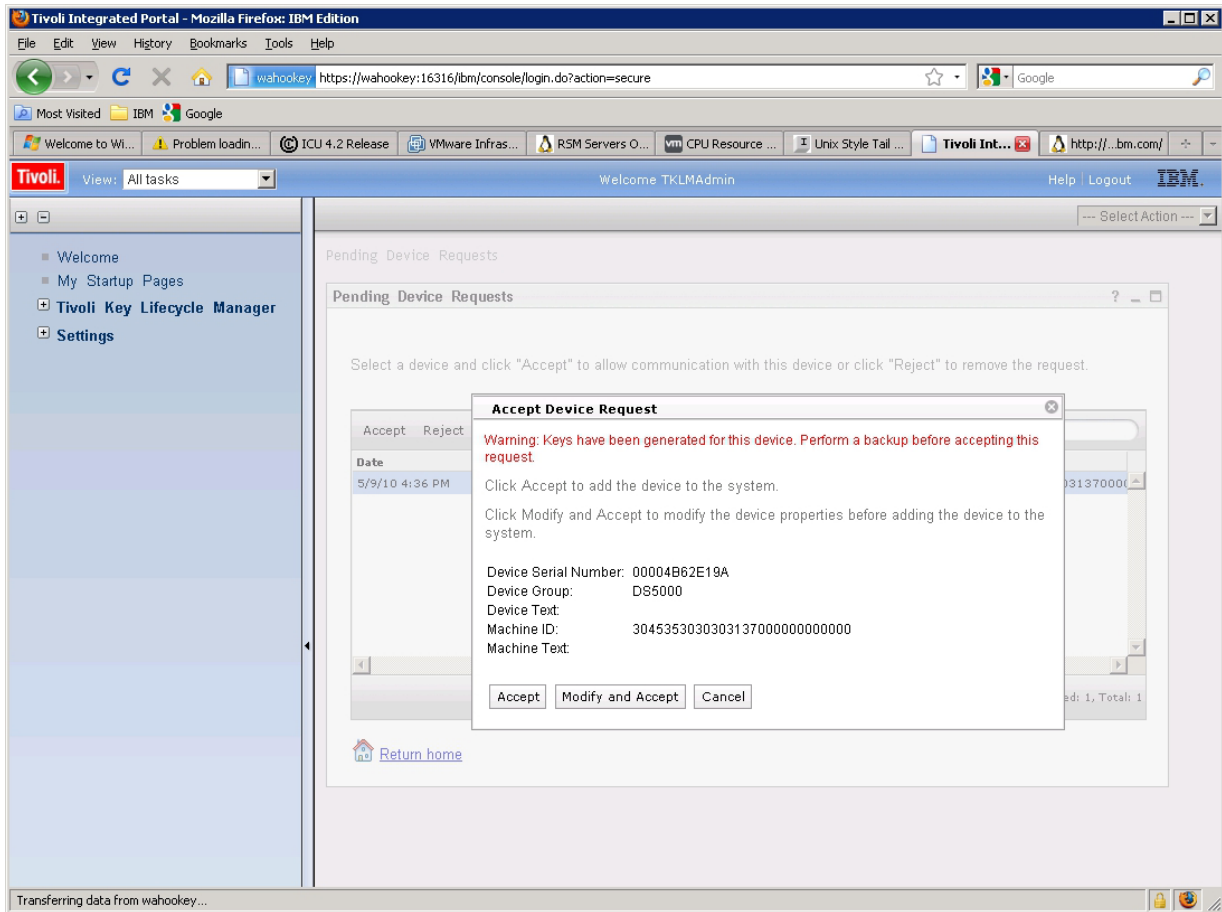 Tivoli Integrated Portal - Mozilla Firefox: IBM Edition
File Edit View History Bookmarks Tools Help
wahookey https://wahookey:16316/ibm/console/login.do?action=secure
Google
Most Visited IBM Google
Welcome to Wi... Problem loadin... ICU 4.2 Release VMware Infras... RSM Servers O... vm CPU Resource ... Unix Style Tail ... Tivoli Int... http://...bm.com/
Tivoli. View: All tasks Welcome TKLMAdmin Help Logout IBM.
--- Select Action ---
Welcome
My Startup Pages
Tivoli Key Lifecycle Manager
Settings
Pending Device Requests
Pending Device Requests
Select a device and click "Accept" to allow communication with this device or click "Reject" to remove the request.
Accept Reject
Date
5/9/10 4:36 PM
Accept Device Request
Warning: Keys have been generated for this device. Perform a backup before accepting this
request.
Click Accept to add the device to the system.
Click Modify and Accept to modify the device properties before adding the device to the
system.
Device Serial Number: 00004B62E19A
Device Group: DS5000
Device Text:
Machine ID: 3045353030303137000000000000
Machine Text:
Accept Modify and Accept Cancel
ed: 1, Total: 1
Return home
Transferring data from wahookey...